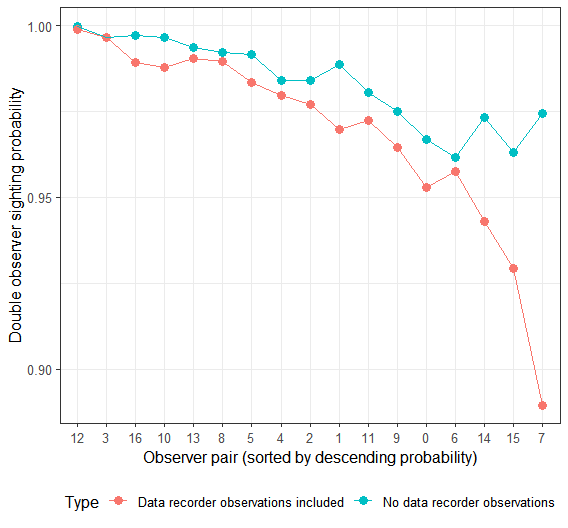 Double observer sighting probability
1.00
0.95
0.90
12 3 16 10 13 8 5 4 2 1 11 9 0 6 14 15 7
Observer pair (sorted by descending probability)
Type Data recorder observations included No data recorder observations